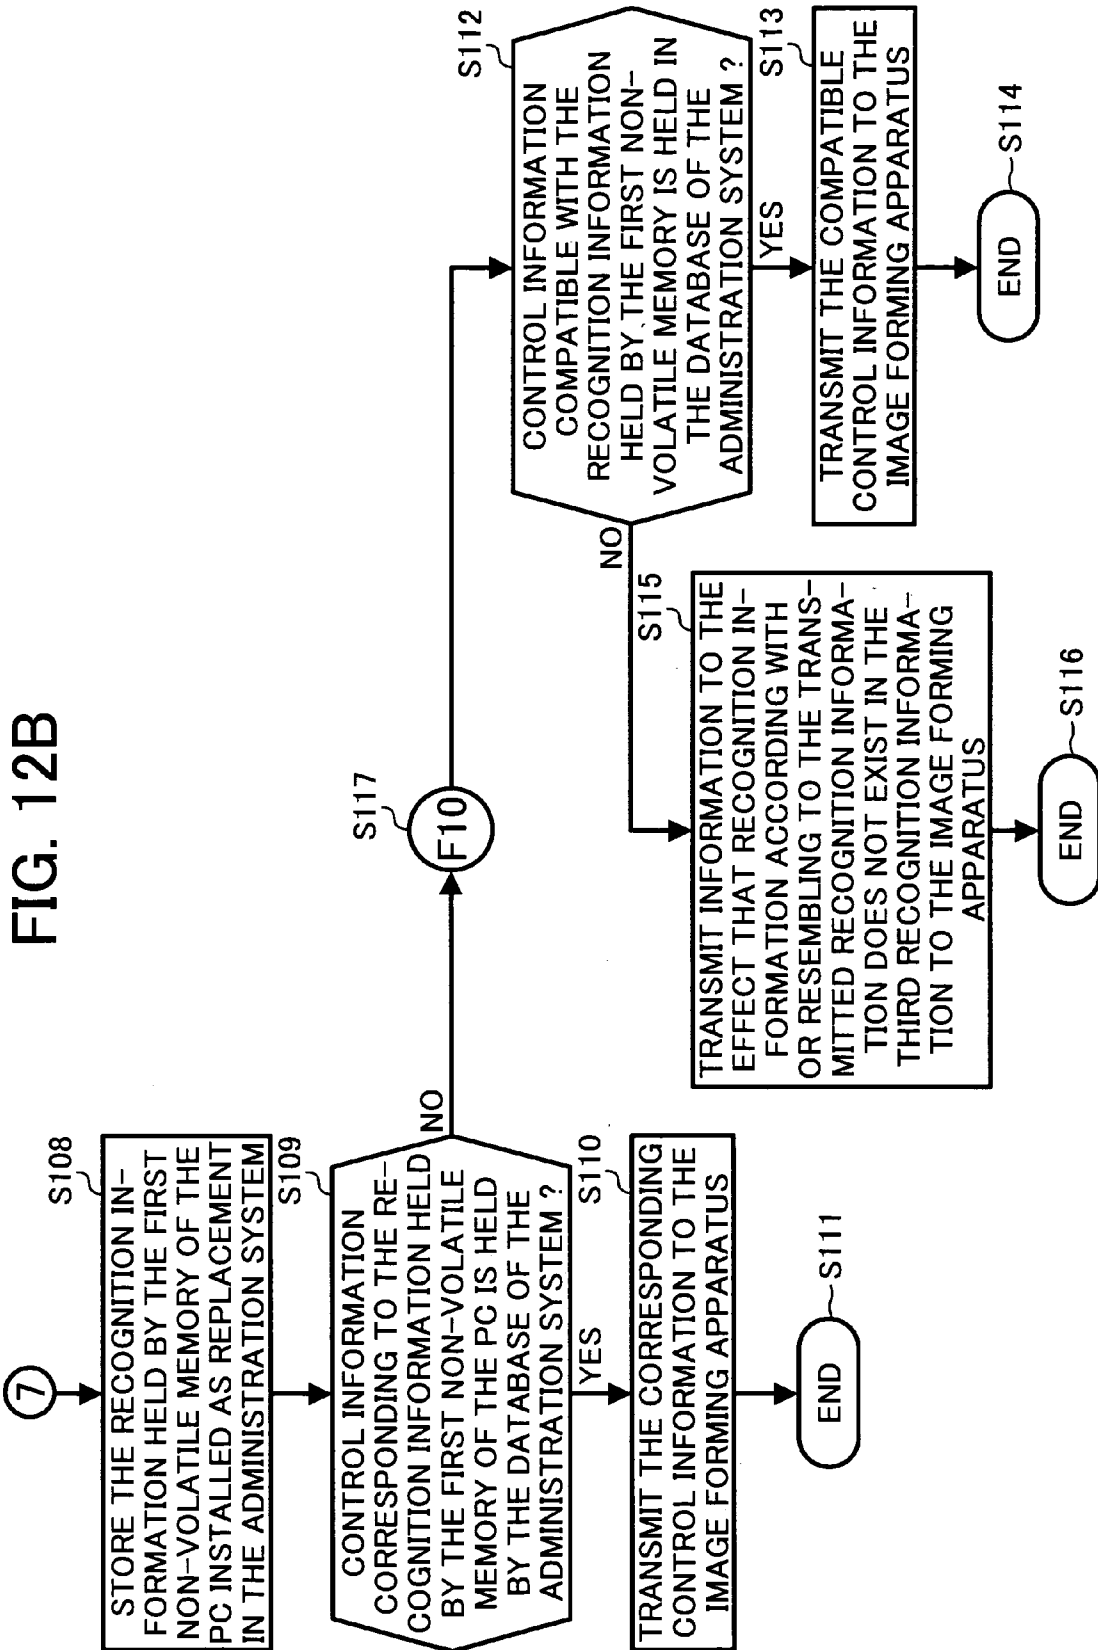 FIG. 12B
7
S108
STORE THE RECOGNITION IN-
FORMATION HELD BY THE FIRST
NON-VOLATILE MEMORY OF THE
PC INSTALLED AS REPLACEMENT
IN THE ADMINISTRATION SYSTEM
S109
CONTROL INFORMATION
CORRESPONDING TO THE RE-
COGNITION INFORMATION HELD
BY THE FIRST NON-VOLATILE
MEMORY OF THE PC IS HELD
BY THE DATABASE OF THE
ADMINISTRATION SYSTEM ?
NO
YES
S110
TRANSMIT THE CORRESPONDING
CONTROL INFORMATION TO THE
IMAGE FORMING APPARATUS
END
S111
S117
F10
S112
CONTROL INFORMATION
COMPATIBLE WITH THE
RECOGNITION INFORMATION
HELD BY THE FIRST NON-
VOLATILE MEMORY IS HELD IN
THE DATABASE OF THE
ADMINISTRATION SYSTEM ?
NO
YES
S115
TRANSMIT INFORMATION TO THE
EFFECT THAT RECOGNITION IN-
FORMATION ACCORDING WITH
OR RESEMBLING TO THE TRANS-
MITTED RECOGNITION INFORMA-
TION DOES NOT EXIST IN THE
THIRD RECOGNITION INFORMA-
TION TO THE IMAGE FORMING
APPARATUS
END
S116
S113
TRANSMIT THE COMPATIBLE
CONTROL INFORMATION TO THE
IMAGE FORMING APPARATUS
END
S114